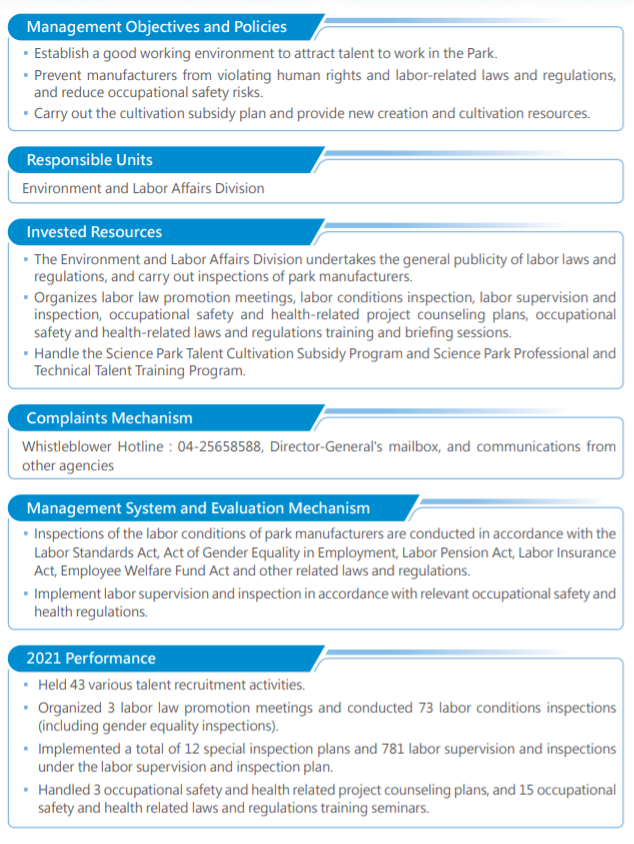 Management Objectives and Policies
▪ Establish a good working environment to attract talent to work in the Park.
▪ Prevent manufacturers from violating human rights and labor-related laws and regulations,
and reduce occupational safety risks.
▪ Carry out the cultivation subsidy plan and provide new creation and cultivation resources.
Responsible Units
Environment and Labor Affairs Division
Invested Resources
▪ The Environment and Labor Affairs Division undertakes the general publicity of labor laws and
regulations, and carry out inspections of park manufacturers.
▪ Organizes labor law promotion meetings, labor conditions inspection, labor supervision and
inspection, occupational safety and health-related project counseling plans, occupational
safety and health-related laws and regulations training and briefing sessions.
▪ Handle the Science Park Talent Cultivation Subsidy Program and Science Park Professional and
Technical Talent Training Program.
Complaints Mechanism
Whistleblower Hotline : 04-25658588, Director-General's mailbox, and communications from
other agencies
Management System and Evaluation Mechanism
▪ Inspections of the labor conditions of park manufacturers are conducted in accordance with the
Labor Standards Act, Act of Gender Equality in Employment, Labor Pension Act, Labor Insurance
Act, Employee Welfare Fund Act and other related laws and regulations.
▪ Implement labor supervision and inspection in accordance with relevant occupational safety and
health regulations.
2021 Performance
▪ Held 43 various talent recruitment activities.
▪ Organized 3 labor law promotion meetings and conducted 73 labor conditions inspections
(including gender equality inspections).
▪ Implemented a total of 12 special inspection plans and 781 labor supervision and inspections
under the labor supervision and inspection plan.
▪ Handled 3 occupational safety and health related project counseling plans, and 15 occupational
safety and health related laws and regulations training seminars.